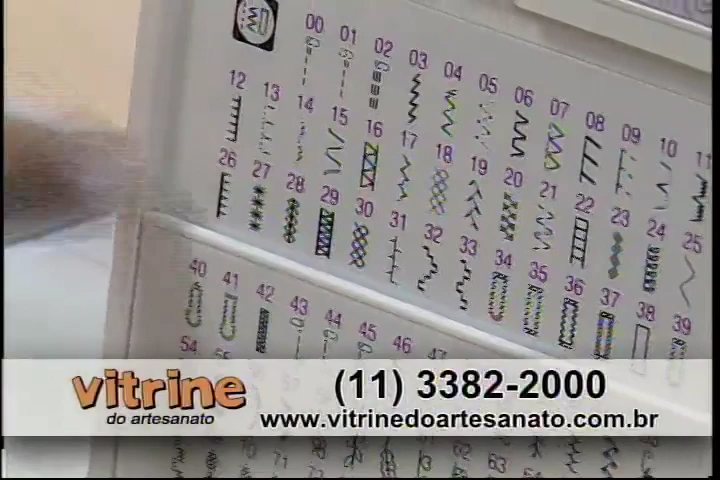 00 01 02 03 04 05 06 07 08 09 10 11
12 13 14 15 16 17 18 19 20 21 22 23 24 25
26 27 28 29 30 31 32 33 34 35 36 37 38 39
40 41 42 43 44 45 46 47
54
71
vitrine
do artesanato
(11) 3382-2000
www.vitrinedoartesanato.com.br